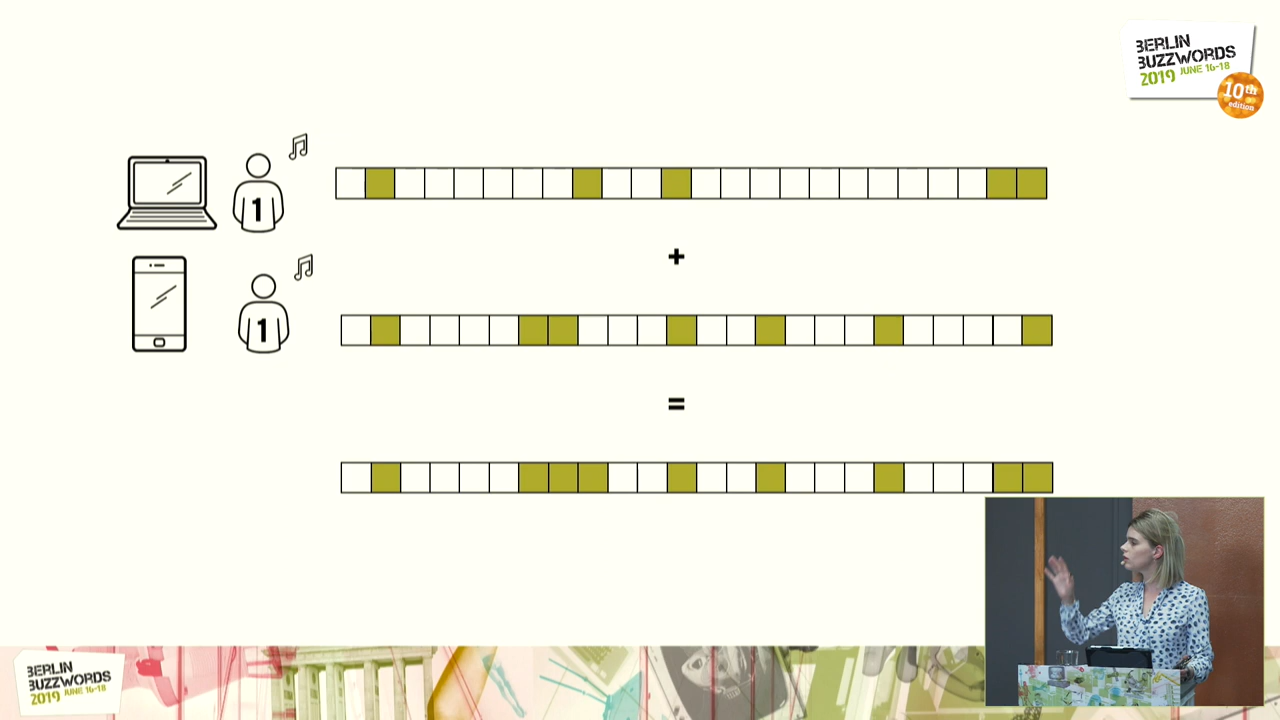 BERLIN
BUZZWORDS
2019 JUNE 16-18
10th
edition
1
+
1
=
BERLIN
BUZZWORDS
2019 JUNE 16-18